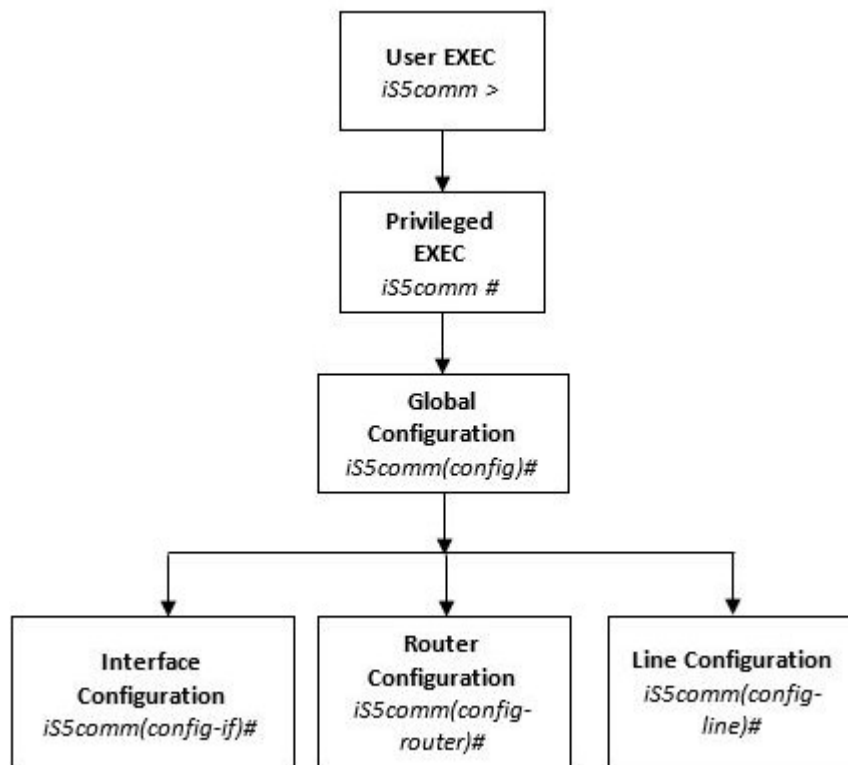 User EXEC
iS5comm >
Privileged
EXEC
iS5comm #
Global
Configuration
iS5comm(config)#
Interface
Configuration
iS5comm(config-if)#
Router
Configuration
iS5comm(config-
router)#
Line Configuration
iS5comm(config-
line)#